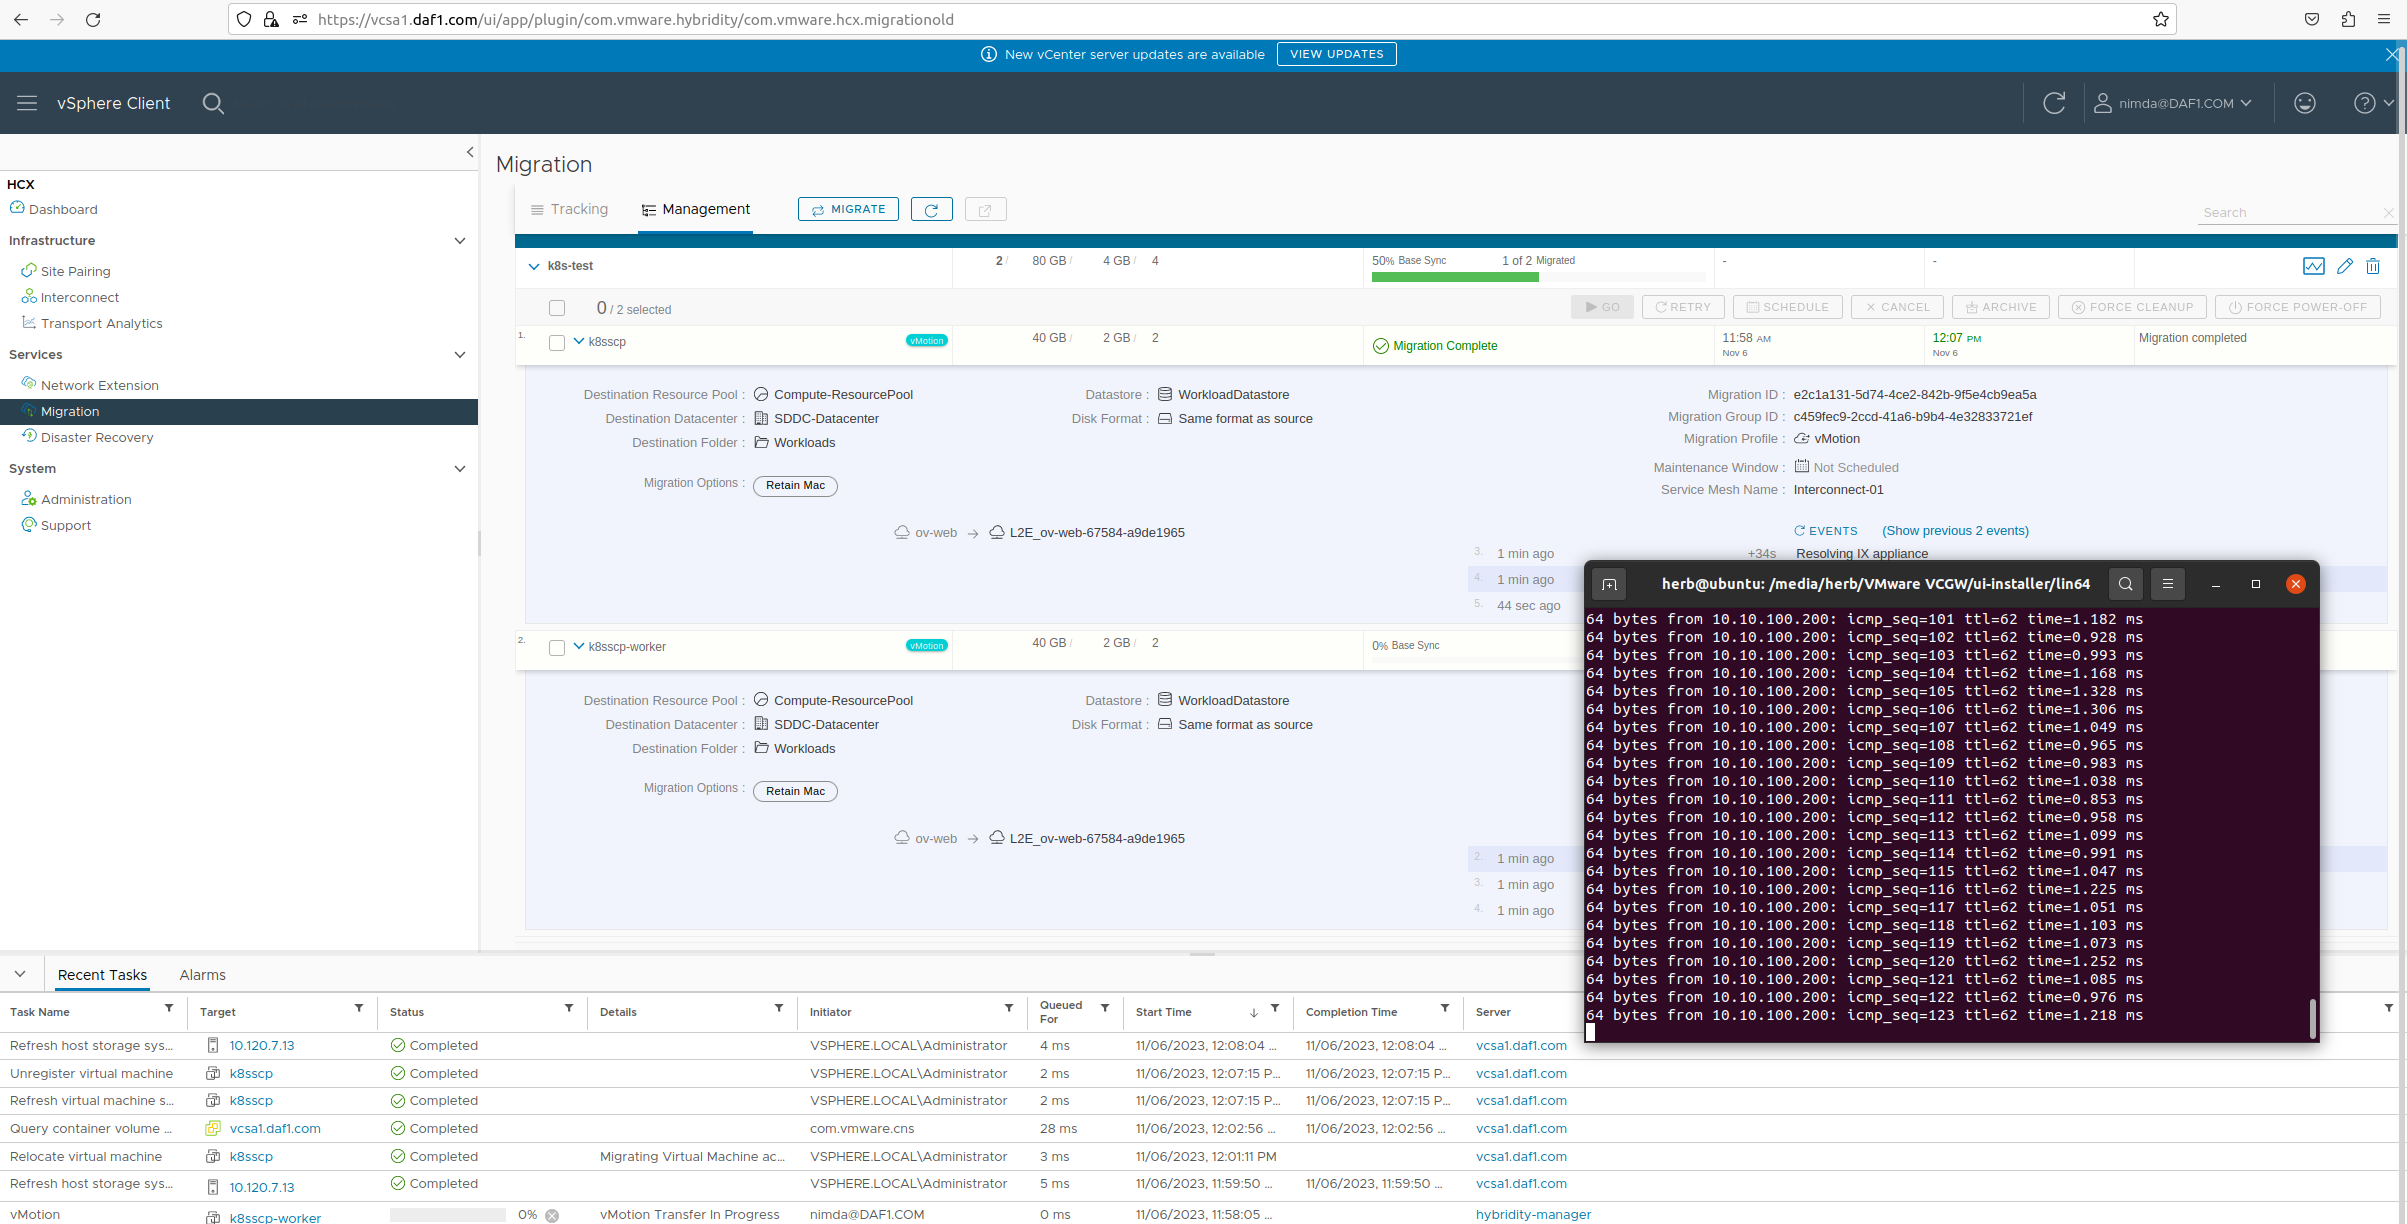 https://vcsa1.daf1.com/ui/app/plugin/com.vmware.hybridity/com.vmware.hcx.migrationold
New vCenter server updates are available VIEW UPDATES
vSphere Client nimda@DAF1.COM
HCX
Dashboard
Infrastructure
Site Pairing
Interconnect
Transport Analytics
Services
Network Extension
Migration
Disaster Recovery
System
Administration
Support
Migration
Tracking Management MIGRATE Search
k8s-test 2 / 80 GB / 4 GB / 4 50% Base Sync 1 of 2 Migrated - -
0 / 2 selected GO RETRY SCHEDULE CANCEL ARCHIVE FORCE CLEANUP FORCE POWER-OFF
1. k8sscp vMotion 40 GB / 2 GB / 2 Migration Complete 11:58 AM Nov 6 12:07 PM Nov 6 Migration completed
Destination Resource Pool : Compute-ResourcePool Datastore : WorkloadDatastore Migration ID : e2c1a131-5d74-4ce2-842b-9f5e4cb9ea5a
Destination Datacenter : SDDC-Datacenter Disk Format : Same format as source Migration Group ID : c459fec9-2ccd-41a6-b9b4-4e32833721ef
Destination Folder : Workloads Migration Profile : vMotion
Maintenance Window : Not Scheduled
Migration Options : Retain Mac Service Mesh Name : Interconnect-01
ov-web → L2E_ov-web-67584-a9de1965 EVENTS (Show previous 2 events)
3. 1 min ago +34s Resolving IX appliance
4. 1 min ago
5. 44 sec ago
2. k8sscp-worker vMotion 40 GB / 2 GB / 2 0% Base Sync
Destination Resource Pool : Compute-ResourcePool Datastore : WorkloadDatastore
Destination Datacenter : SDDC-Datacenter Disk Format : Same format as source
Destination Folder : Workloads
Migration Options : Retain Mac
ov-web → L2E_ov-web-67584-a9de1965
2. 1 min ago
3. 1 min ago
4. 1 min ago
herb@ubuntu: /media/herb/VMware VCGW/ui-installer/lin64
64 bytes from 10.10.100.200: icmp_seq=101 ttl=62 time=1.182 ms
64 bytes from 10.10.100.200: icmp_seq=102 ttl=62 time=0.928 ms
64 bytes from 10.10.100.200: icmp_seq=103 ttl=62 time=0.993 ms
64 bytes from 10.10.100.200: icmp_seq=104 ttl=62 time=1.168 ms
64 bytes from 10.10.100.200: icmp_seq=105 ttl=62 time=1.328 ms
64 bytes from 10.10.100.200: icmp_seq=106 ttl=62 time=1.306 ms
64 bytes from 10.10.100.200: icmp_seq=107 ttl=62 time=1.049 ms
64 bytes from 10.10.100.200: icmp_seq=108 ttl=62 time=0.965 ms
64 bytes from 10.10.100.200: icmp_seq=109 ttl=62 time=0.983 ms
64 bytes from 10.10.100.200: icmp_seq=110 ttl=62 time=1.038 ms
64 bytes from 10.10.100.200: icmp_seq=111 ttl=62 time=0.853 ms
64 bytes from 10.10.100.200: icmp_seq=112 ttl=62 time=0.958 ms
64 bytes from 10.10.100.200: icmp_seq=113 ttl=62 time=1.099 ms
64 bytes from 10.10.100.200: icmp_seq=114 ttl=62 time=0.991 ms
64 bytes from 10.10.100.200: icmp_seq=115 ttl=62 time=1.047 ms
64 bytes from 10.10.100.200: icmp_seq=116 ttl=62 time=1.225 ms
64 bytes from 10.10.100.200: icmp_seq=117 ttl=62 time=1.051 ms
64 bytes from 10.10.100.200: icmp_seq=118 ttl=62 time=1.103 ms
64 bytes from 10.10.100.200: icmp_seq=119 ttl=62 time=1.073 ms
64 bytes from 10.10.100.200: icmp_seq=120 ttl=62 time=1.252 ms
64 bytes from 10.10.100.200: icmp_seq=121 ttl=62 time=1.085 ms
64 bytes from 10.10.100.200: icmp_seq=122 ttl=62 time=0.976 ms
64 bytes from 10.10.100.200: icmp_seq=123 ttl=62 time=1.218 ms
Recent Tasks Alarms
Task Name Target Status Details Initiator Queued For Start Time Completion Time Server
Refresh host storage sys... 10.120.7.13 Completed VSPHERE.LOCAL\Administrator 4 ms 11/06/2023, 12:08:04 ... 11/06/2023, 12:08:04 ... vcsa1.daf1.com
Unregister virtual machine k8sscp Completed VSPHERE.LOCAL\Administrator 2 ms 11/06/2023, 12:07:15 P... 11/06/2023, 12:07:15 P... vcsa1.daf1.com
Refresh virtual machine s... k8sscp Completed VSPHERE.LOCAL\Administrator 2 ms 11/06/2023, 12:07:15 P... 11/06/2023, 12:07:15 P... vcsa1.daf1.com
Query container volume ... vcsa1.daf1.com Completed com.vmware.cns 28 ms 11/06/2023, 12:02:56 ... 11/06/2023, 12:02:56 ... vcsa1.daf1.com
Relocate virtual machine k8sscp Completed Migrating Virtual Machine ac... VSPHERE.LOCAL\Administrator 3 ms 11/06/2023, 12:01:11 PM vcsa1.daf1.com
Refresh host storage sys... 10.120.7.13 Completed VSPHERE.LOCAL\Administrator 5 ms 11/06/2023, 11:59:50 ... 11/06/2023, 11:59:50 ... vcsa1.daf1.com
vMotion k8sscp-worker 0% vMotion Transfer In Progress nimda@DAF1.COM 0 ms 11/06/2023, 11:58:05 ... hybridity-manager